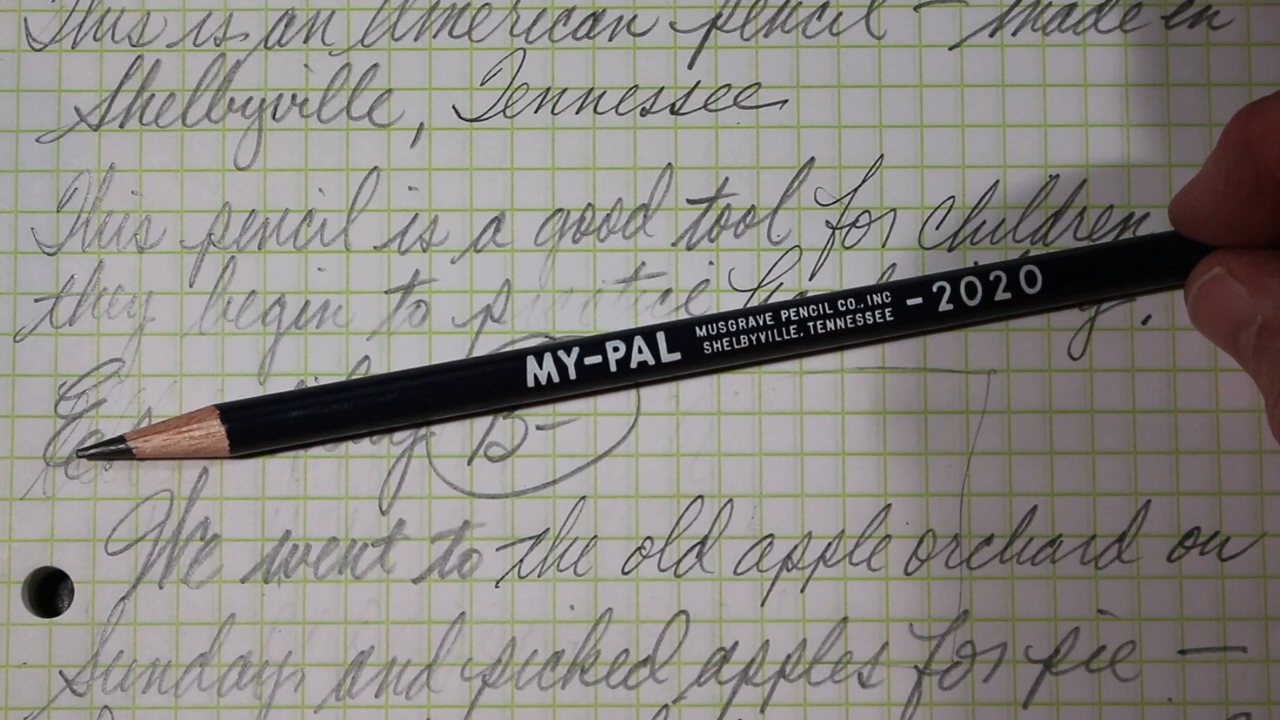 This is an American pencil — made in
Shelbyville, Tennessee
This pencil is a good tool for children
they begin to practice
MY-PAL MUSGRAVE PENCIL CO., INC
SHELBYVILLE, TENNESSEE -2020
B-
We went to the old apple orchard on
Sunday and picked apples for pie —